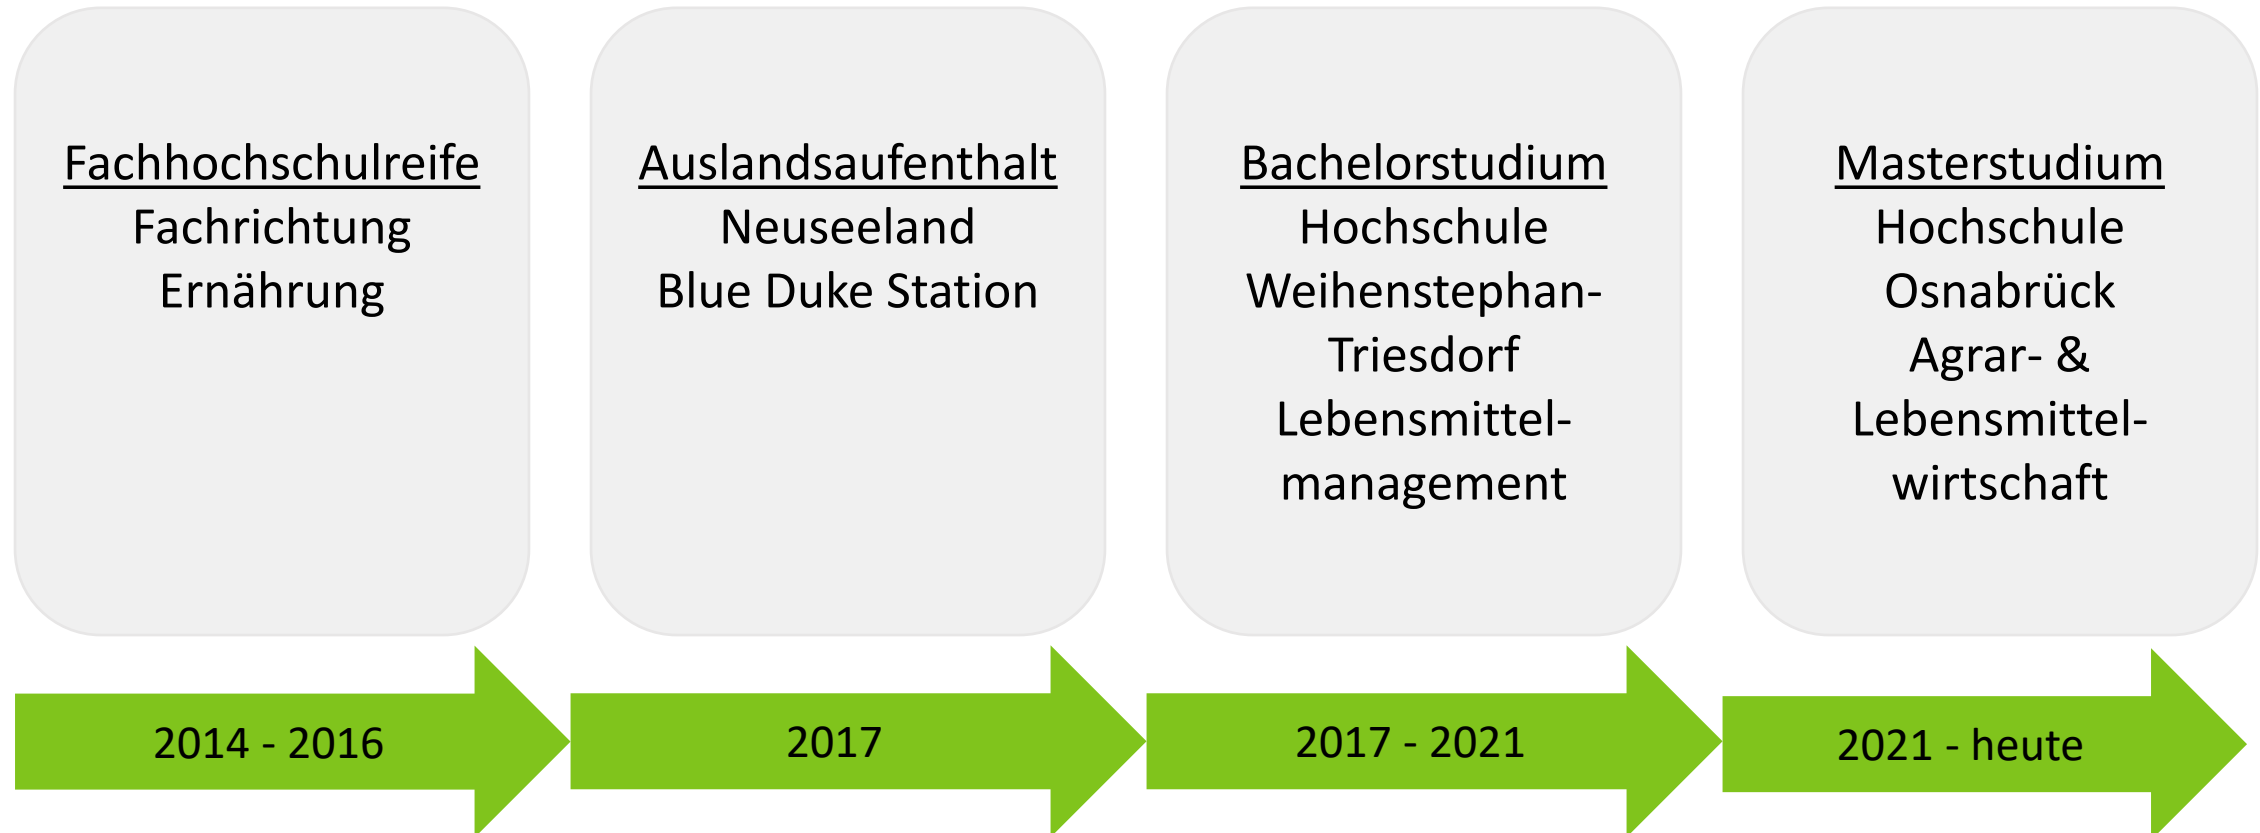 Fachhochschulreife
Fachrichtung
Ernährung
Auslandsaufenthalt
Neuseeland
Blue Duke Station
Bachelorstudium
Hochschule
Weihenstephan-
Triesdorf
Lebensmittel-
management
Masterstudium
Hochschule
Osnabrück
Agrar- &
Lebensmittel-
wirtschaft
2014 - 2016
2017
2017 - 2021
2021 - heute